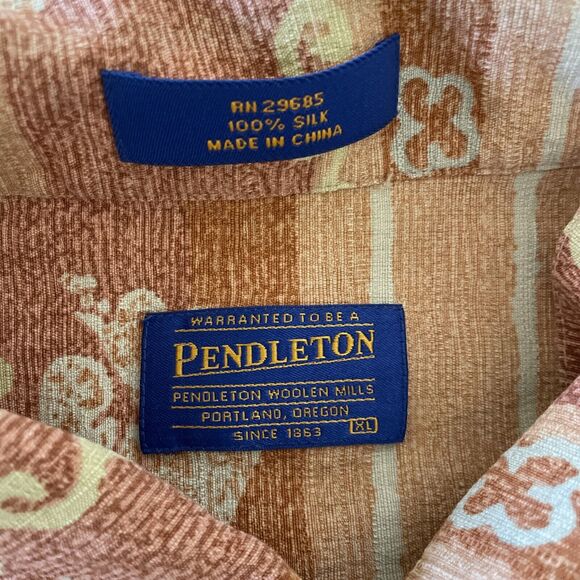 RN 29685
100% SILK
MADE IN CHINA
WARRANTED TO BE A
PENDLETON
PENDLETON WOOLEN MILLS
PORTLAND, OREGON
SINCE 1863 XL